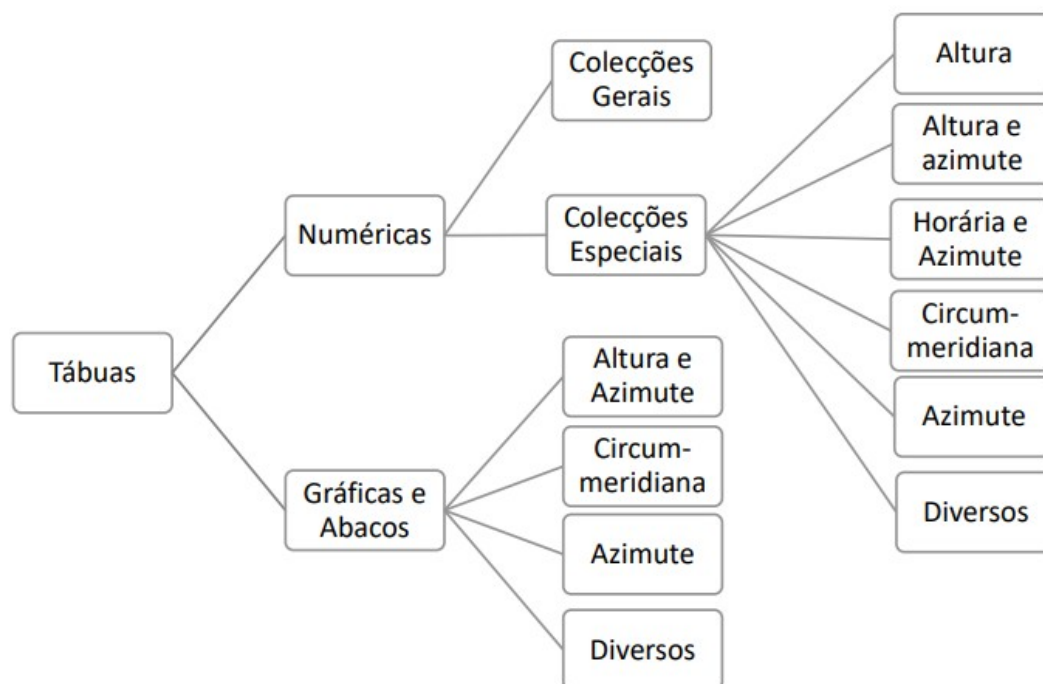 Tábuas
Numéricas
Colecções
Gerais
Colecções
Especiais
Altura
Altura e
azimute
Horária e
Azimute
Circum-
meridiana
Azimute
Diversos
Gráficas e
Abacos
Altura e
Azimute
Circum-
meridiana
Azimute
Diversos